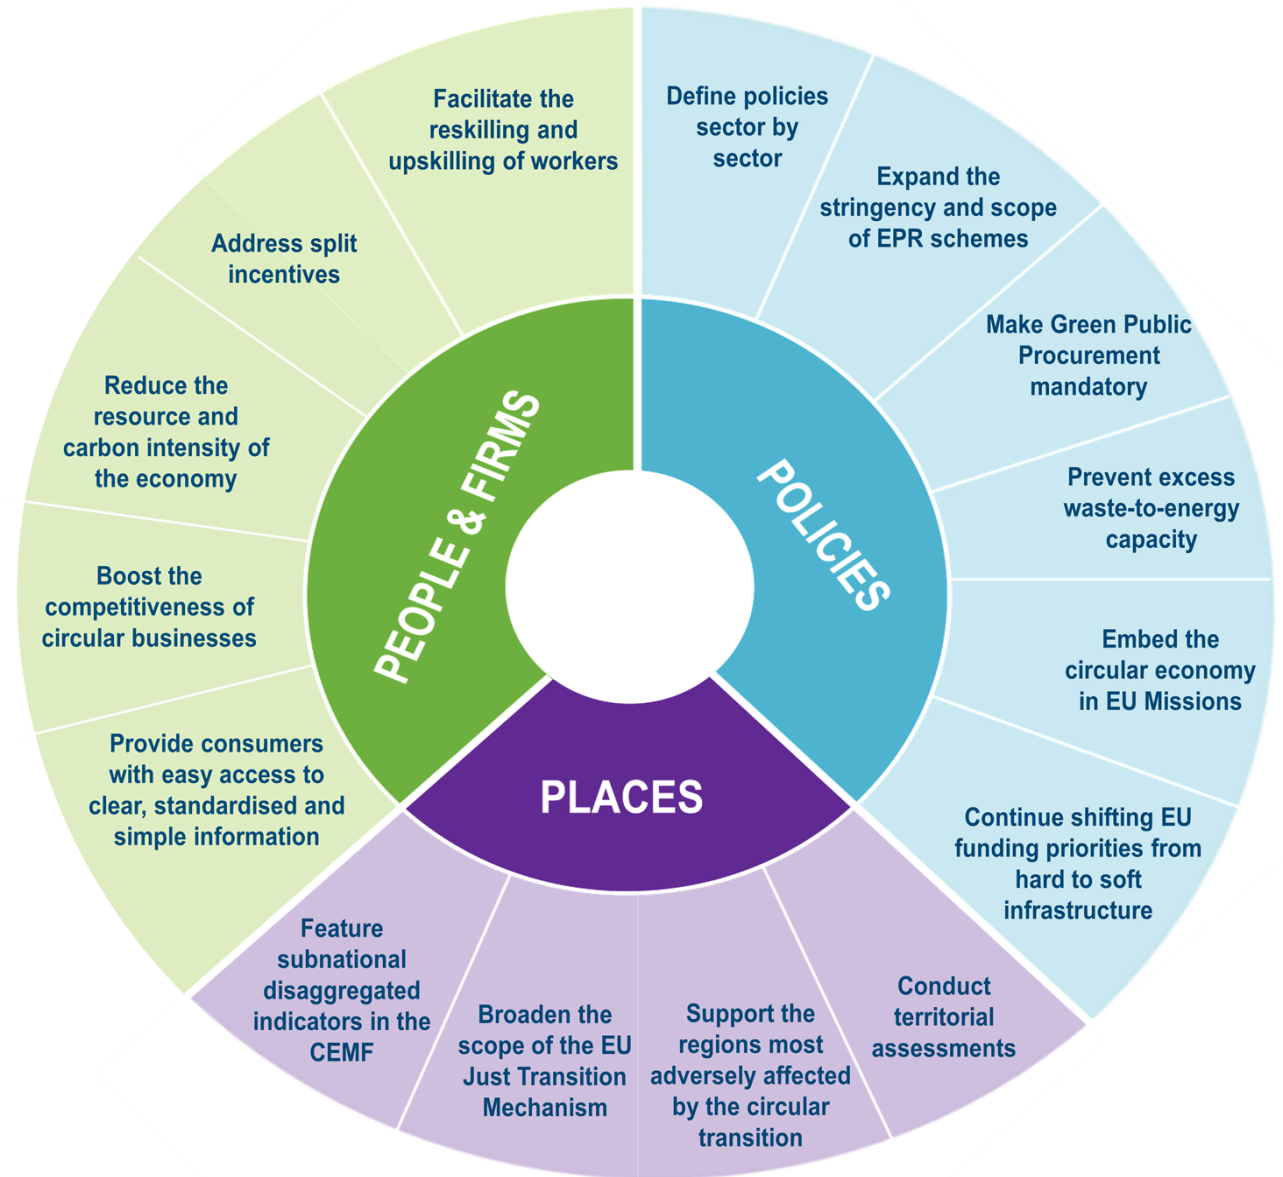 Facilitate the
reskilling and
upskilling of workers
Define policies
sector by
sector
Expand the
stringency and scope
of EPR schemes
Address split
incentives
Make Green Public
Procurement
mandatory
Reduce the
resource and
carbon intensity of
the economy
PEOPLE & FIRMS
POLICIES
Prevent excess
waste-to-energy
capacity
Boost the
competitiveness of
circular businesses
Embed the
circular economy
in EU Missions
Provide consumers
with easy access to
clear, standardised and
simple information
PLACES
Continue shifting EU
funding priorities from
hard to soft
infrastructure
Feature
subnational
disaggregated
indicators in the
CEMF
Broaden the
scope of the EU
Just Transition
Mechanism
Support the
regions most
adversely affected
by the circular
transition
Conduct
territorial
assessments